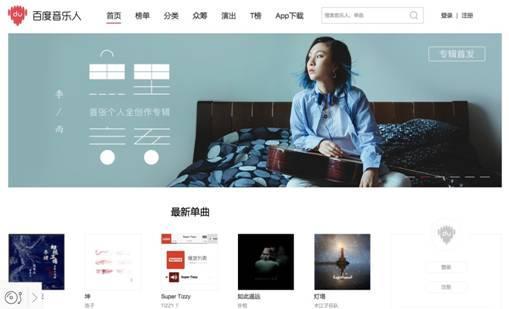 du 百度音乐人
首页 榜单 分类 众筹 演出 T榜 App下载
搜索音乐人、单曲
登录 | 注册
专辑首发
李/雨
首张个人全创作专辑
最新单曲
Super Tizzy
坤
Super Tizzy
如此遥远
灯塔
登录
注册